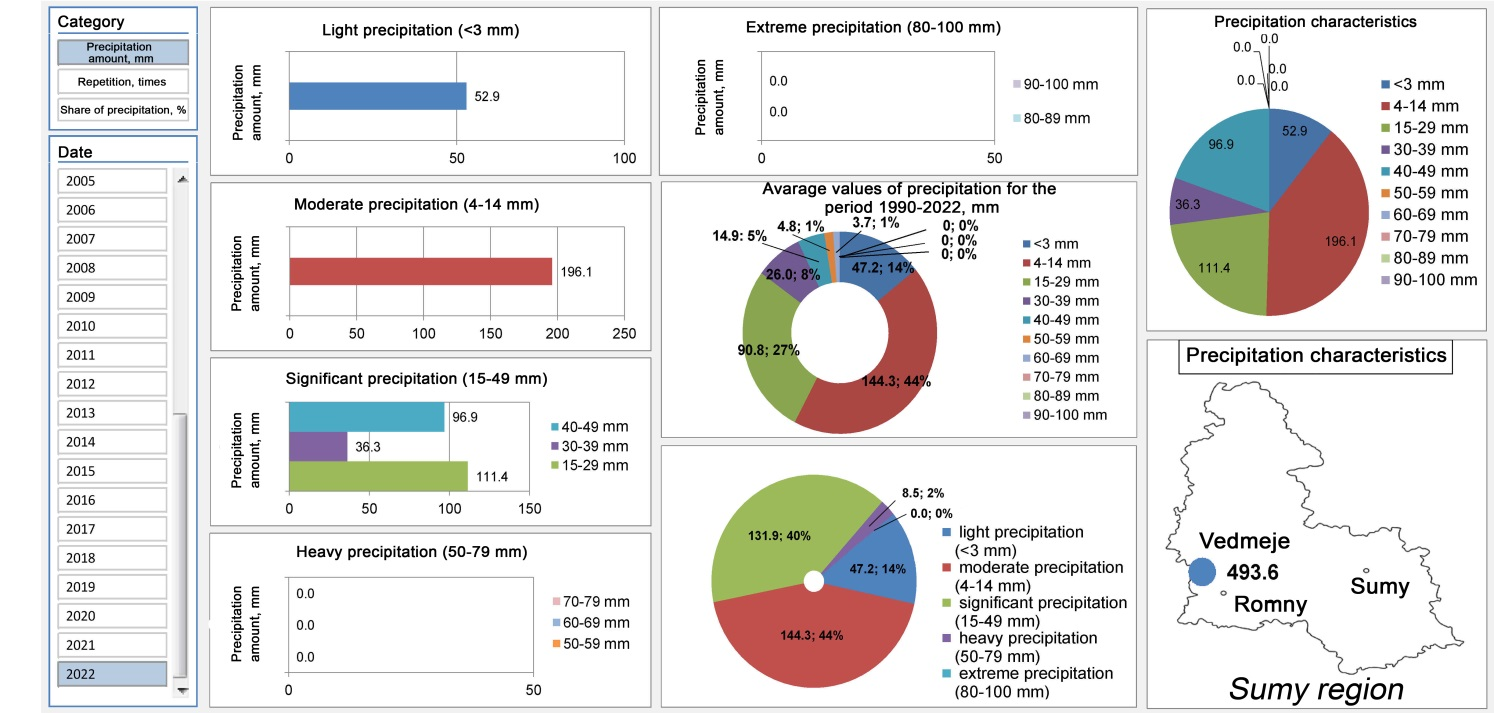 Category
Precipitation
amount, mm
Repetition, times
Share of precipitation, %
Date
2005
2006
2007
2008
2009
2010
2011
2012
2013
2014
2015
2016
2017
2018
2019
2020
2021
2022
Light precipitation (<3 mm)
Precipitation
amount, mm
52.9
0 50 100
Moderate precipitation (4-14 mm)
Precipitation
amount, mm
196.1
0 50 100 150 200 250
Significant precipitation (15-49 mm)
Precipitation
amount, mm
96.9
36.3
111.4
0 50 100 150
40-49 mm
30-39 mm
15-29 mm
Heavy precipitation (50-79 mm)
Precipitation
amount, mm
0.0
0.0
0.0
0 50
70-79 mm
60-69 mm
50-59 mm
Extreme precipitation (80-100 mm)
Precipitation
amount, mm
0.0
0.0
0 50
90-100 mm
80-89 mm
Avarage values of precipitation for the
period 1990-2022, mm
14.9: 5%
4.8; 1%
3.7; 1%
0; 0%
0; 0%
0; 0%
26.0; 8%
47.2; 14%
90.8; 27%
144.3; 44%
<3 mm
4-14 mm
15-29 mm
30-39 mm
40-49 mm
50-59 mm
60-69 mm
70-79 mm
80-89 mm
90-100 mm
8.5; 2%
0.0; 0%
131.9; 40%
47.2; 14%
144.3; 44%
light precipitation
(<3 mm)
moderate precipitation
(4-14 mm)
significant precipitation
(15-49 mm)
heavy precipitation
(50-79 mm)
extreme precipitation
(80-100 mm)
Precipitation characteristics
0.0
0.0
0.0
0.0
0.0
52.9
96.9
36.3
196.1
111.4
<3 mm
4-14 mm
15-29 mm
30-39 mm
40-49 mm
50-59 mm
60-69 mm
70-79 mm
80-89 mm
90-100 mm
Precipitation characteristics
Vedmeje
493.6
Romny
Sumy
Sumy region